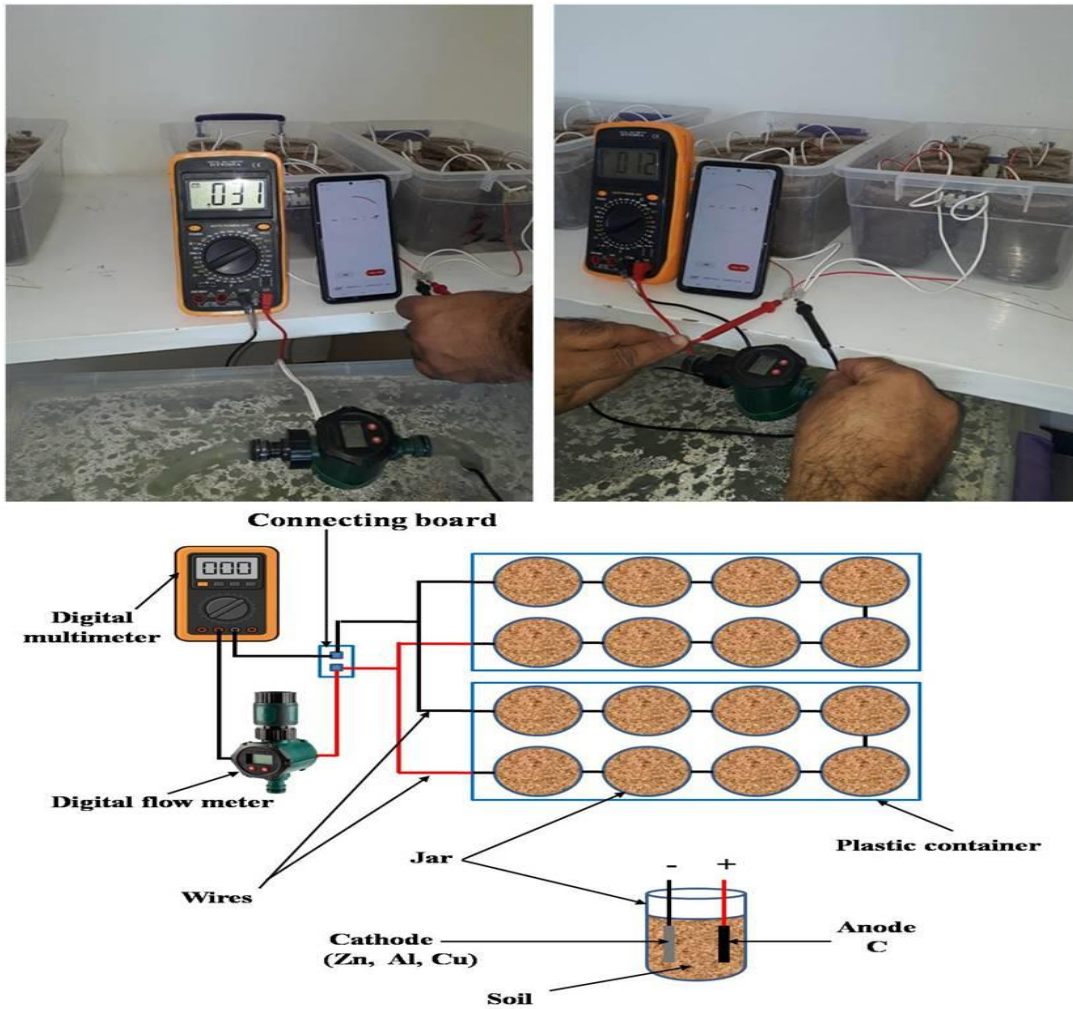 .031
012
Connecting board
000
Digital
multimeter
Digital flow meter
Wires
Jar
Plastic container
- +
Cathode
(Zn, Al, Cu)
Anode
C
Soil